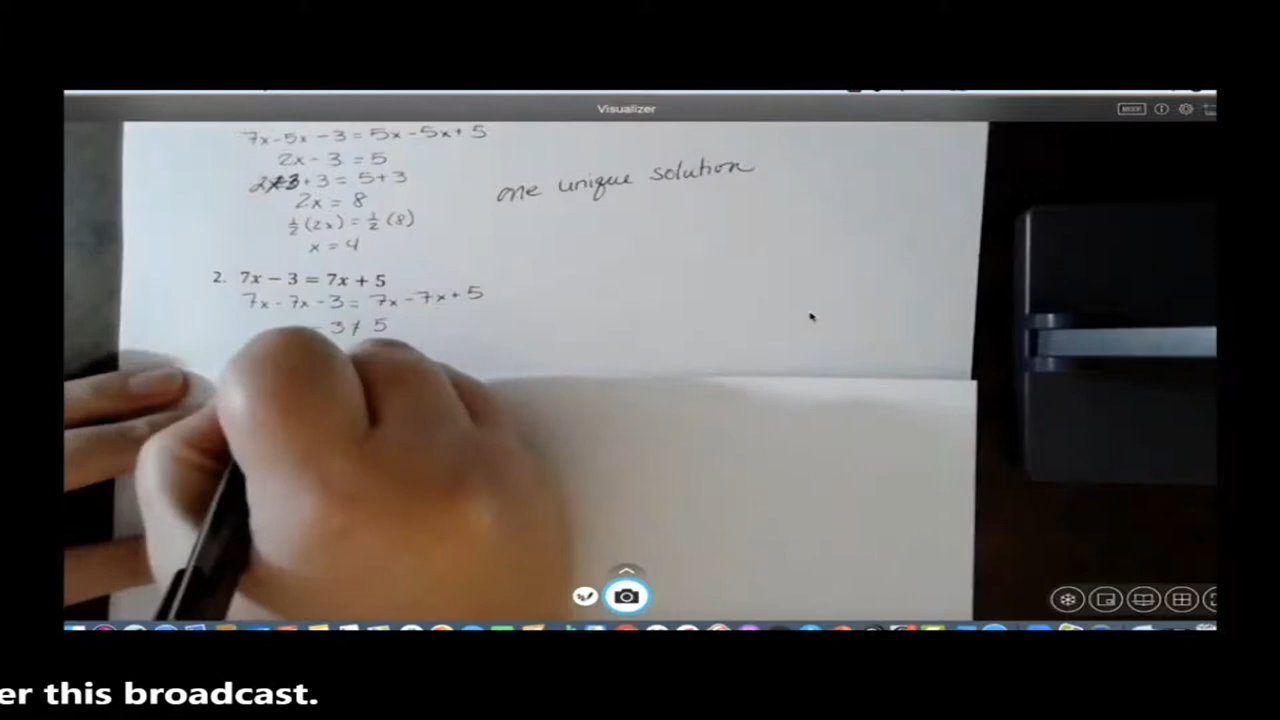 Visualizer
MODE
7x-5x-3=5x-5x+5
2x-3=5
+3=5+3
one unique solution
2x=8
½(2x)=½(8)
x=4
2. 7x − 3 = 7x + 5
7x-7x-3=7x-7x+5
-3≠5
er this broadcast.